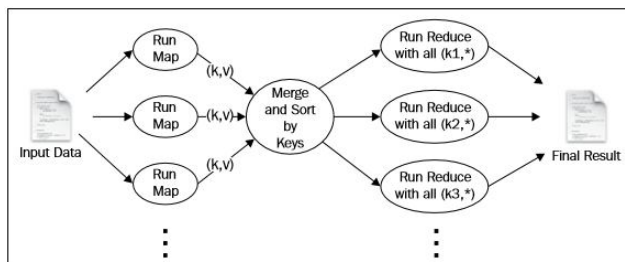 Input Data
Run
Map
(k,v)
Run
Map
(k,v)
Run
Map
(k,v)
Merge
and Sort
by
Keys
Run Reduce
with all (k1,*)
Run Reduce
with all (k2,*)
Run Reduce
with all (k3,*)
Final Result